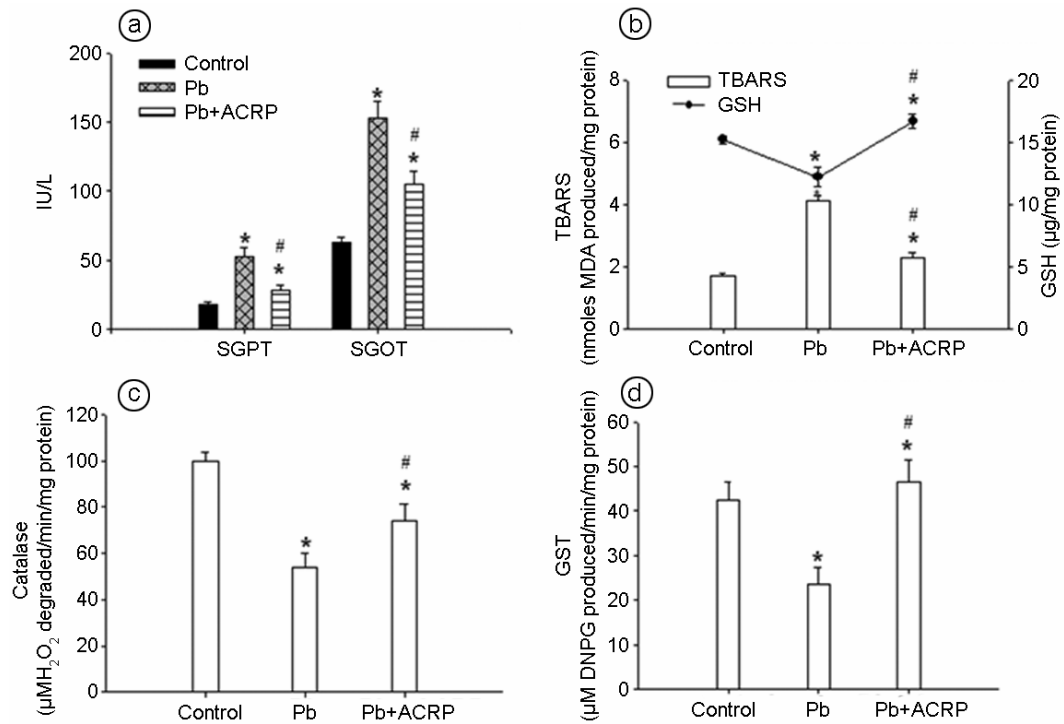 a
200
150
100
50
0
IU/L
Control
Pb
Pb+ACRP
*
#
*
*
#
*
SGPT
SGOT
b
8
6
4
2
0
TBARS
(nmoles MDA produced/mg protein)
TBARS
GSH
#
*
*
*
#
*
20
15
10
5
0
GSH (µg/mg protein)
Control
Pb
Pb+ACRP
c
120
100
80
60
40
20
0
Catalase
(µMH₂O₂ degraded/min/mg protein)
*
#
*
Control
Pb
Pb+ACRP
d
60
50
40
30
20
10
0
GST
(µM DNPG produced/min/mg protein)
*
#
*
Control
Pb
Pb+ACRP